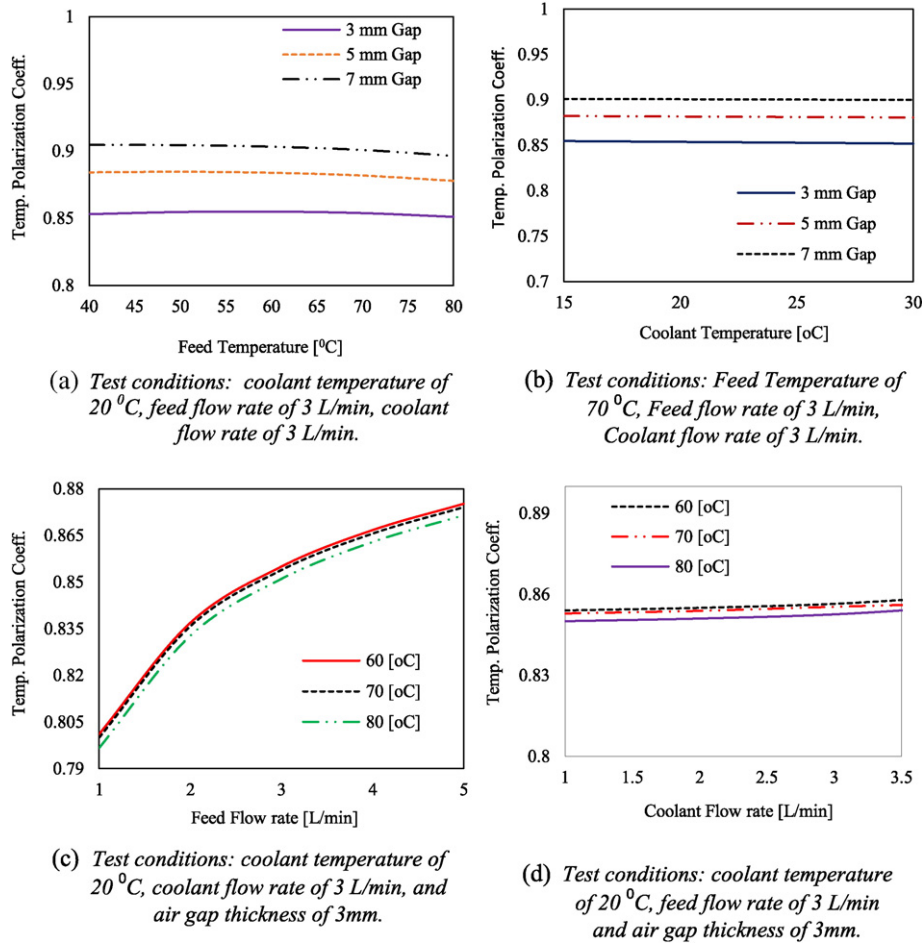 1
0.95
0.9
0.85
0.8
Temp. Polarization Coeff.
3 mm Gap
5 mm Gap
7 mm Gap
40 45 50 55 60 65 70 75 80
Feed Temperature [⁰C]
(a) Test conditions: coolant temperature of
20 ⁰C, feed flow rate of 3 L/min, coolant
flow rate of 3 L/min.
1
0.95
0.9
0.85
0.8
0.75
0.7
Temp. Polarization Coeff.
3 mm Gap
5 mm Gap
7 mm Gap
15 20 25 30
Coolant Temperature [oC]
(b) Test conditions: Feed Temperature of
70 ⁰C, Feed flow rate of 3 L/min,
Coolant flow rate of 3 L/min.
0.88
0.865
0.85
0.835
0.82
0.805
0.79
Temp. Polarization Coeff.
60 [oC]
70 [oC]
80 [oC]
1 2 3 4 5
Feed Flow rate [L/min]
(c) Test conditions: coolant temperature of
20 ⁰C, coolant flow rate of 3 L/min, and
air gap thickness of 3mm.
0.89
0.86
0.83
0.8
Temp. Polarization Coeff.
60 [oC]
70 [oC]
80 [oC]
1 1.5 2 2.5 3 3.5
Coolant Flow rate [L/min]
(d) Test conditions: coolant temperature
of 20 ⁰C, feed flow rate of 3 L/min
and air gap thickness of 3mm.